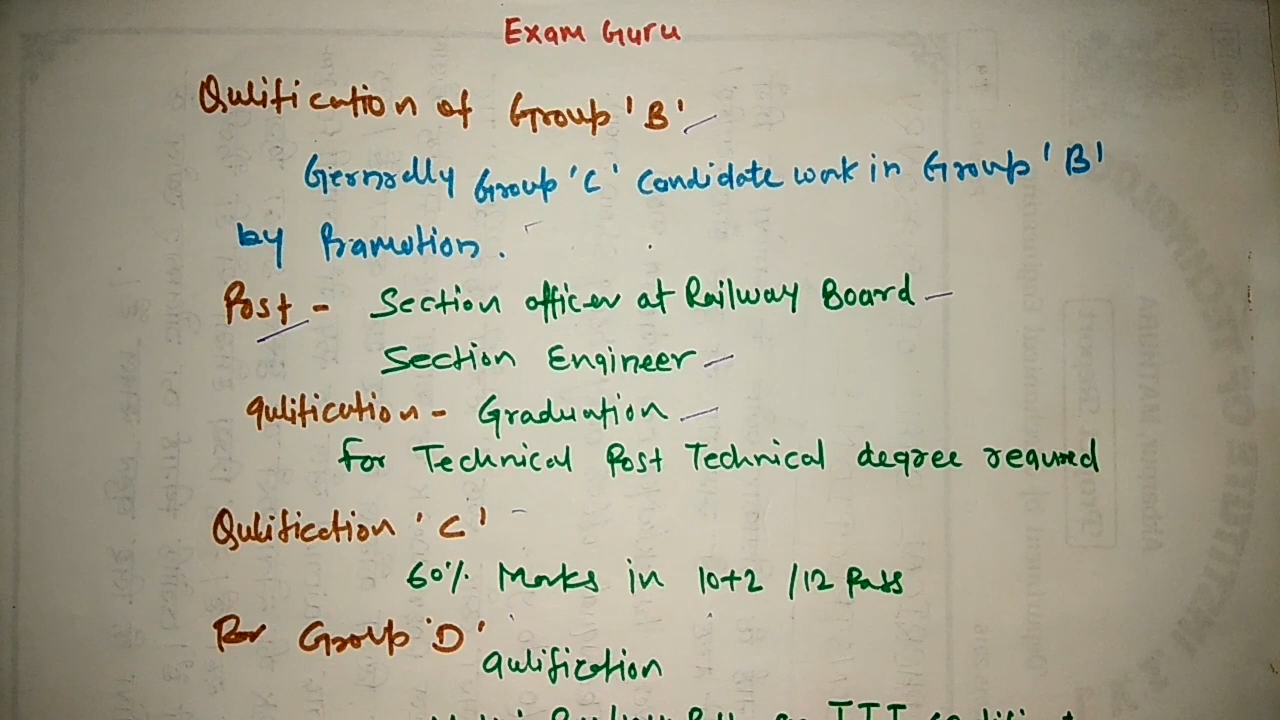 Exam Guru
Qulification of Group 'B'
Gernrally Group 'C' Candidate work in Group 'B'
by Pramotion.
Post - Section officer at Railway Board
Section Engineer
qulification - Graduation
for Technical Post Technical degree requred
Qulification 'C'
60% Marks in 10+2 /12 Pass
For Group 'D'
qulification
ITI